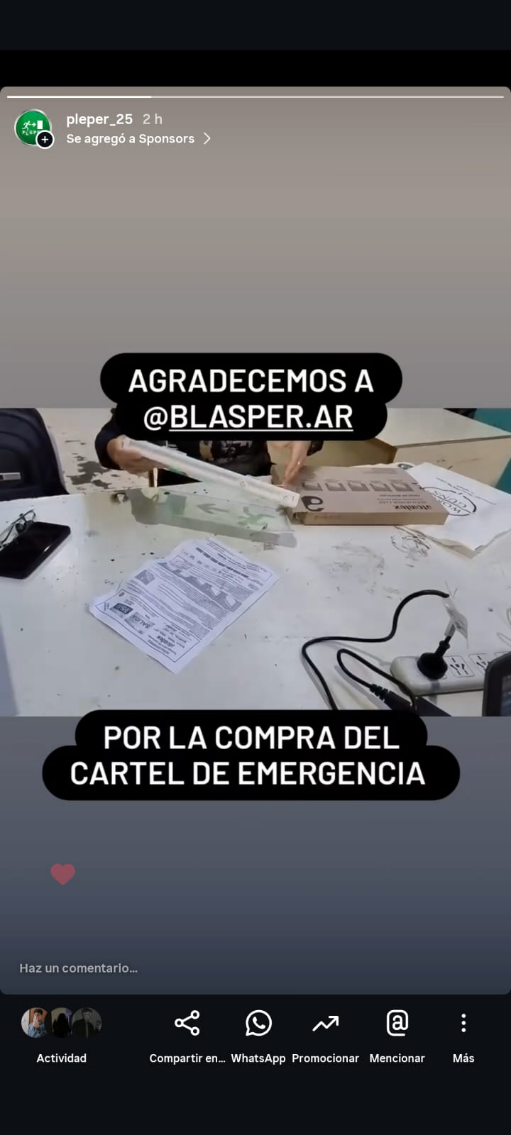 pleper_25 2 h
Se agregó a Sponsors
AGRADECEMOS A
@BLASPER.AR
POR LA COMPRA DEL
CARTEL DE EMERGENCIA
Haz un comentario...
Actividad
Compartir en...
WhatsApp
Promocionar
Mencionar
Más